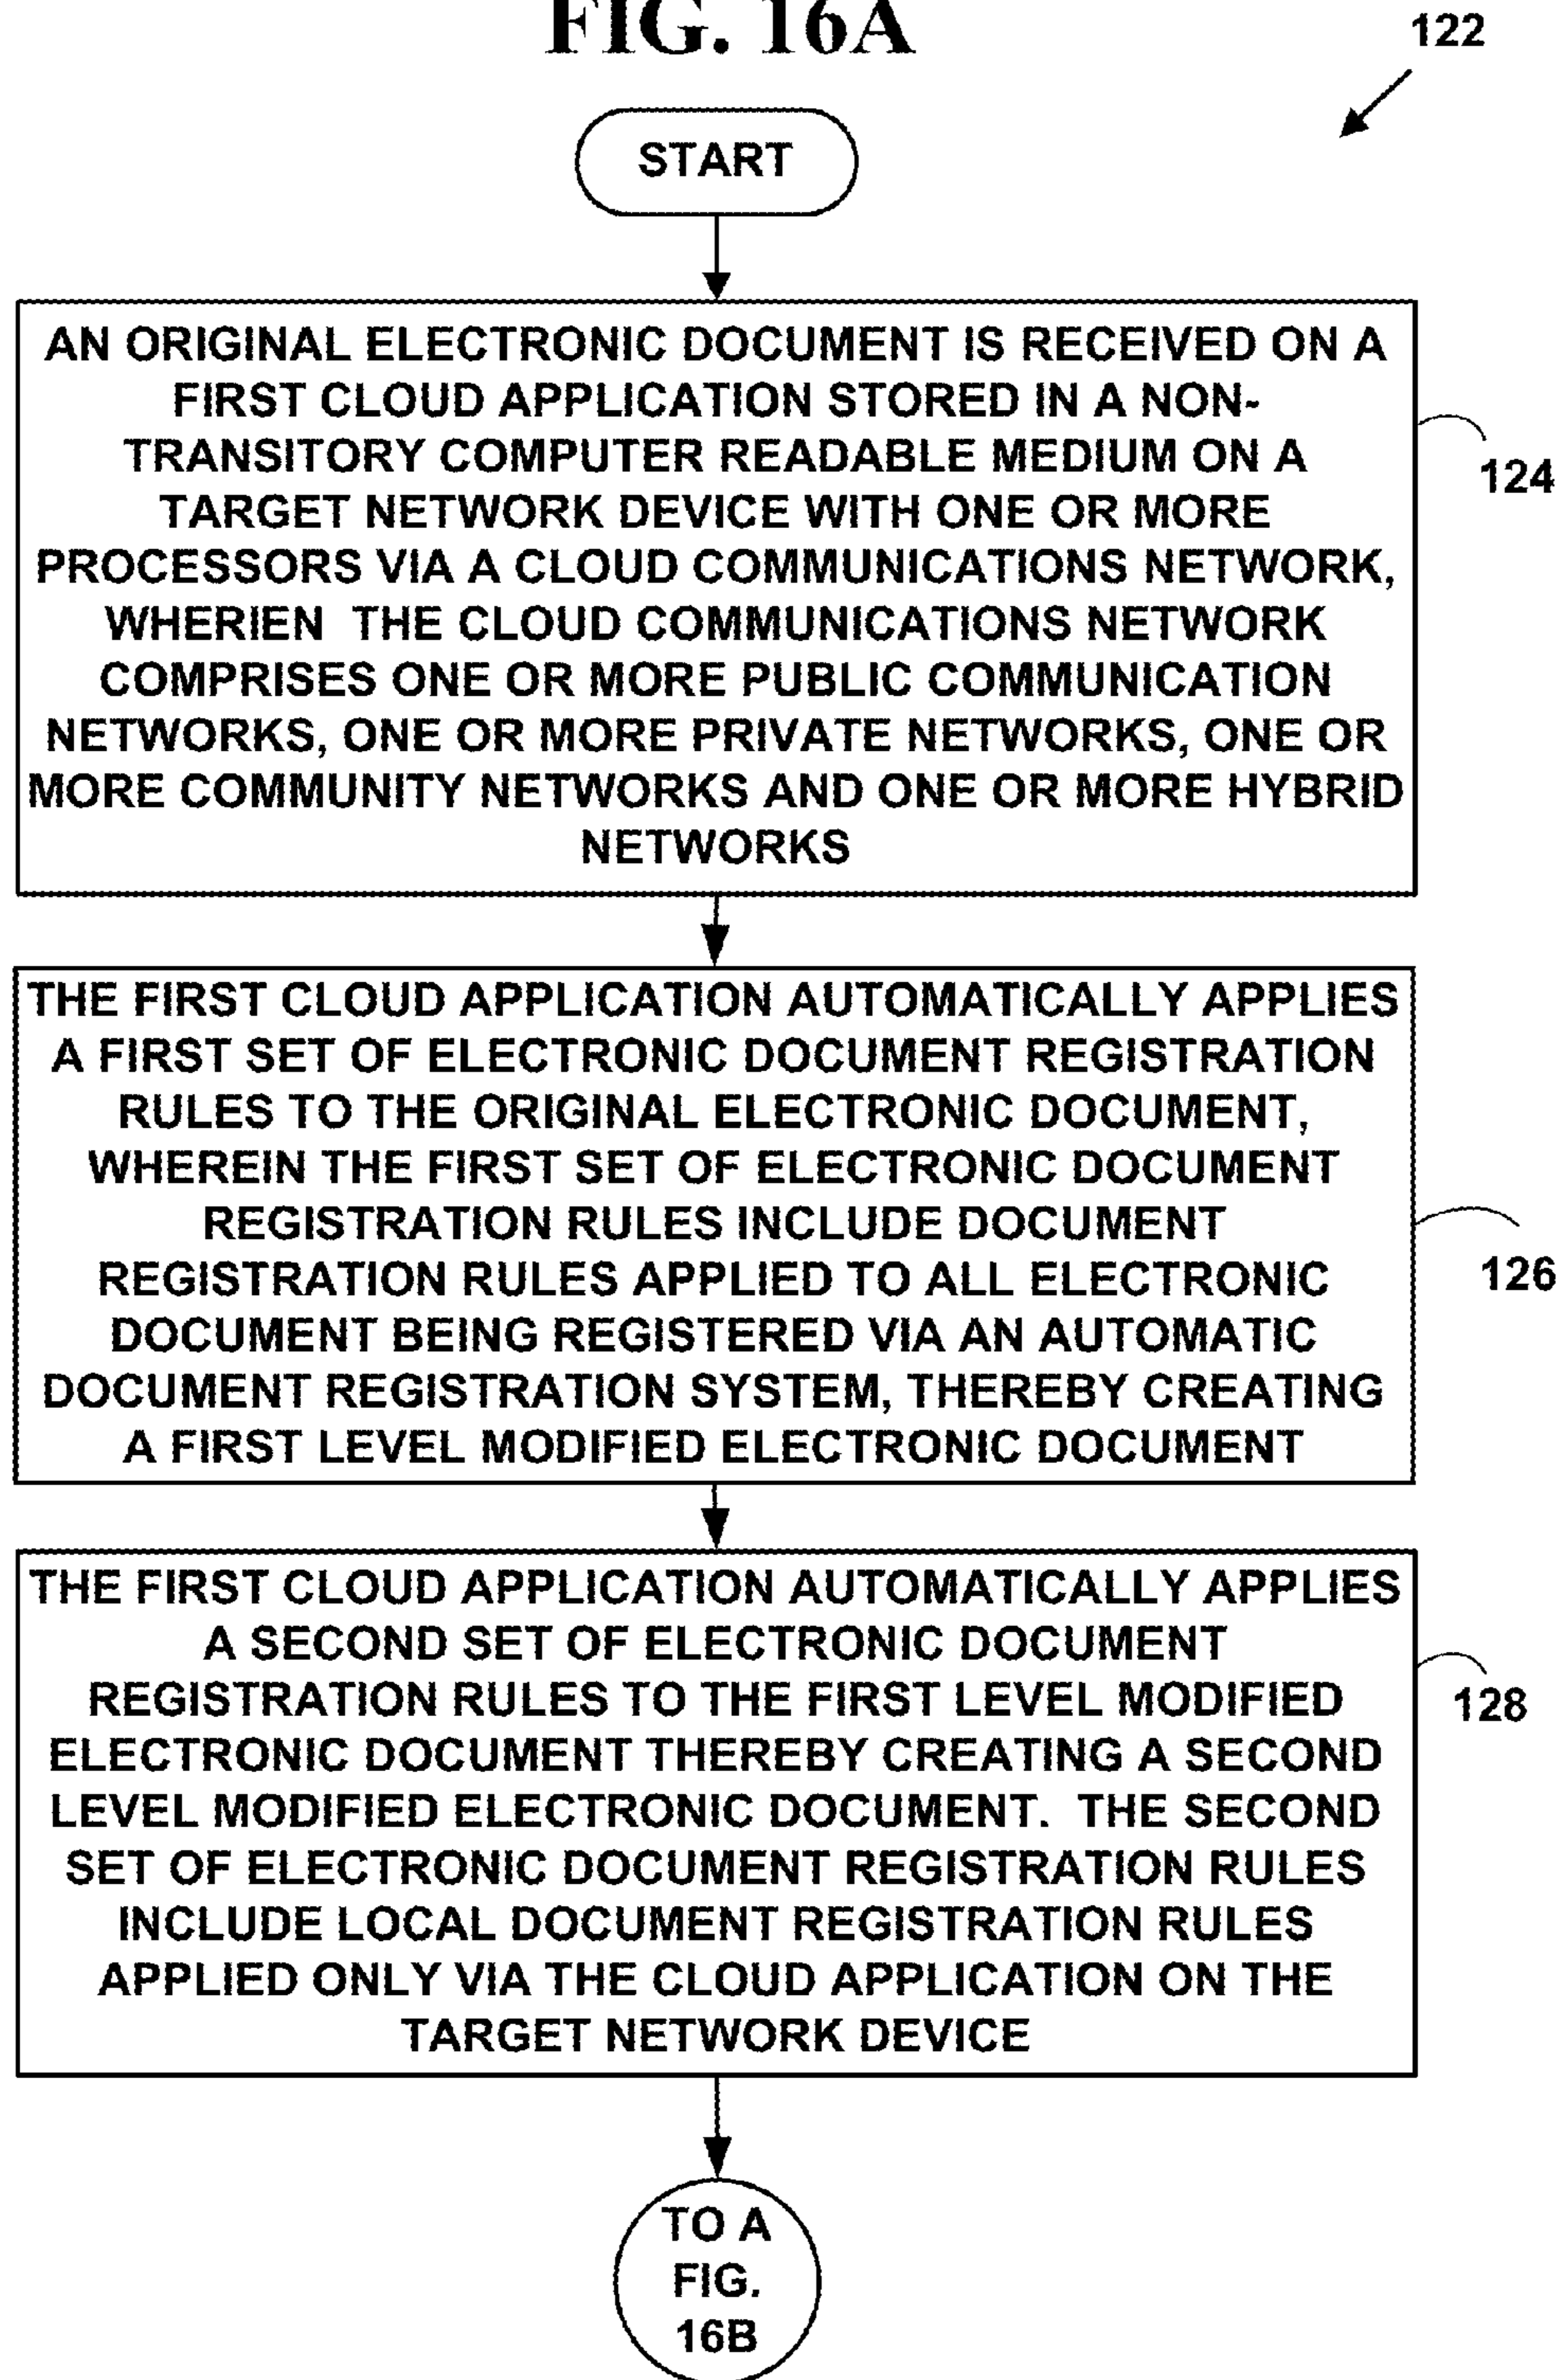 FIG. 16A
122
START
AN ORIGINAL ELECTRONIC DOCUMENT IS RECEIVED ON A
FIRST CLOUD APPLICATION STORED IN A NON-
TRANSITORY COMPUTER READABLE MEDIUM ON A
TARGET NETWORK DEVICE WITH ONE OR MORE
PROCESSORS VIA A CLOUD COMMUNICATIONS NETWORK,
WHERIEN THE CLOUD COMMUNICATIONS NETWORK
COMPRISES ONE OR MORE PUBLIC COMMUNICATION
NETWORKS, ONE OR MORE PRIVATE NETWORKS, ONE OR
MORE COMMUNITY NETWORKS AND ONE OR MORE HYBRID
NETWORKS
124
THE FIRST CLOUD APPLICATION AUTOMATICALLY APPLIES
A FIRST SET OF ELECTRONIC DOCUMENT REGISTRATION
RULES TO THE ORIGINAL ELECTRONIC DOCUMENT,
WHEREIN THE FIRST SET OF ELECTRONIC DOCUMENT
REGISTRATION RULES INCLUDE DOCUMENT
REGISTRATION RULES APPLIED TO ALL ELECTRONIC
DOCUMENT BEING REGISTERED VIA AN AUTOMATIC
DOCUMENT REGISTRATION SYSTEM, THEREBY CREATING
A FIRST LEVEL MODIFIED ELECTRONIC DOCUMENT
126
THE FIRST CLOUD APPLICATION AUTOMATICALLY APPLIES
A SECOND SET OF ELECTRONIC DOCUMENT
REGISTRATION RULES TO THE FIRST LEVEL MODIFIED
ELECTRONIC DOCUMENT THEREBY CREATING A SECOND
LEVEL MODIFIED ELECTRONIC DOCUMENT. THE SECOND
SET OF ELECTRONIC DOCUMENT REGISTRATION RULES
INCLUDE LOCAL DOCUMENT REGISTRATION RULES
APPLIED ONLY VIA THE CLOUD APPLICATION ON THE
TARGET NETWORK DEVICE
128
TO A
FIG.
16B